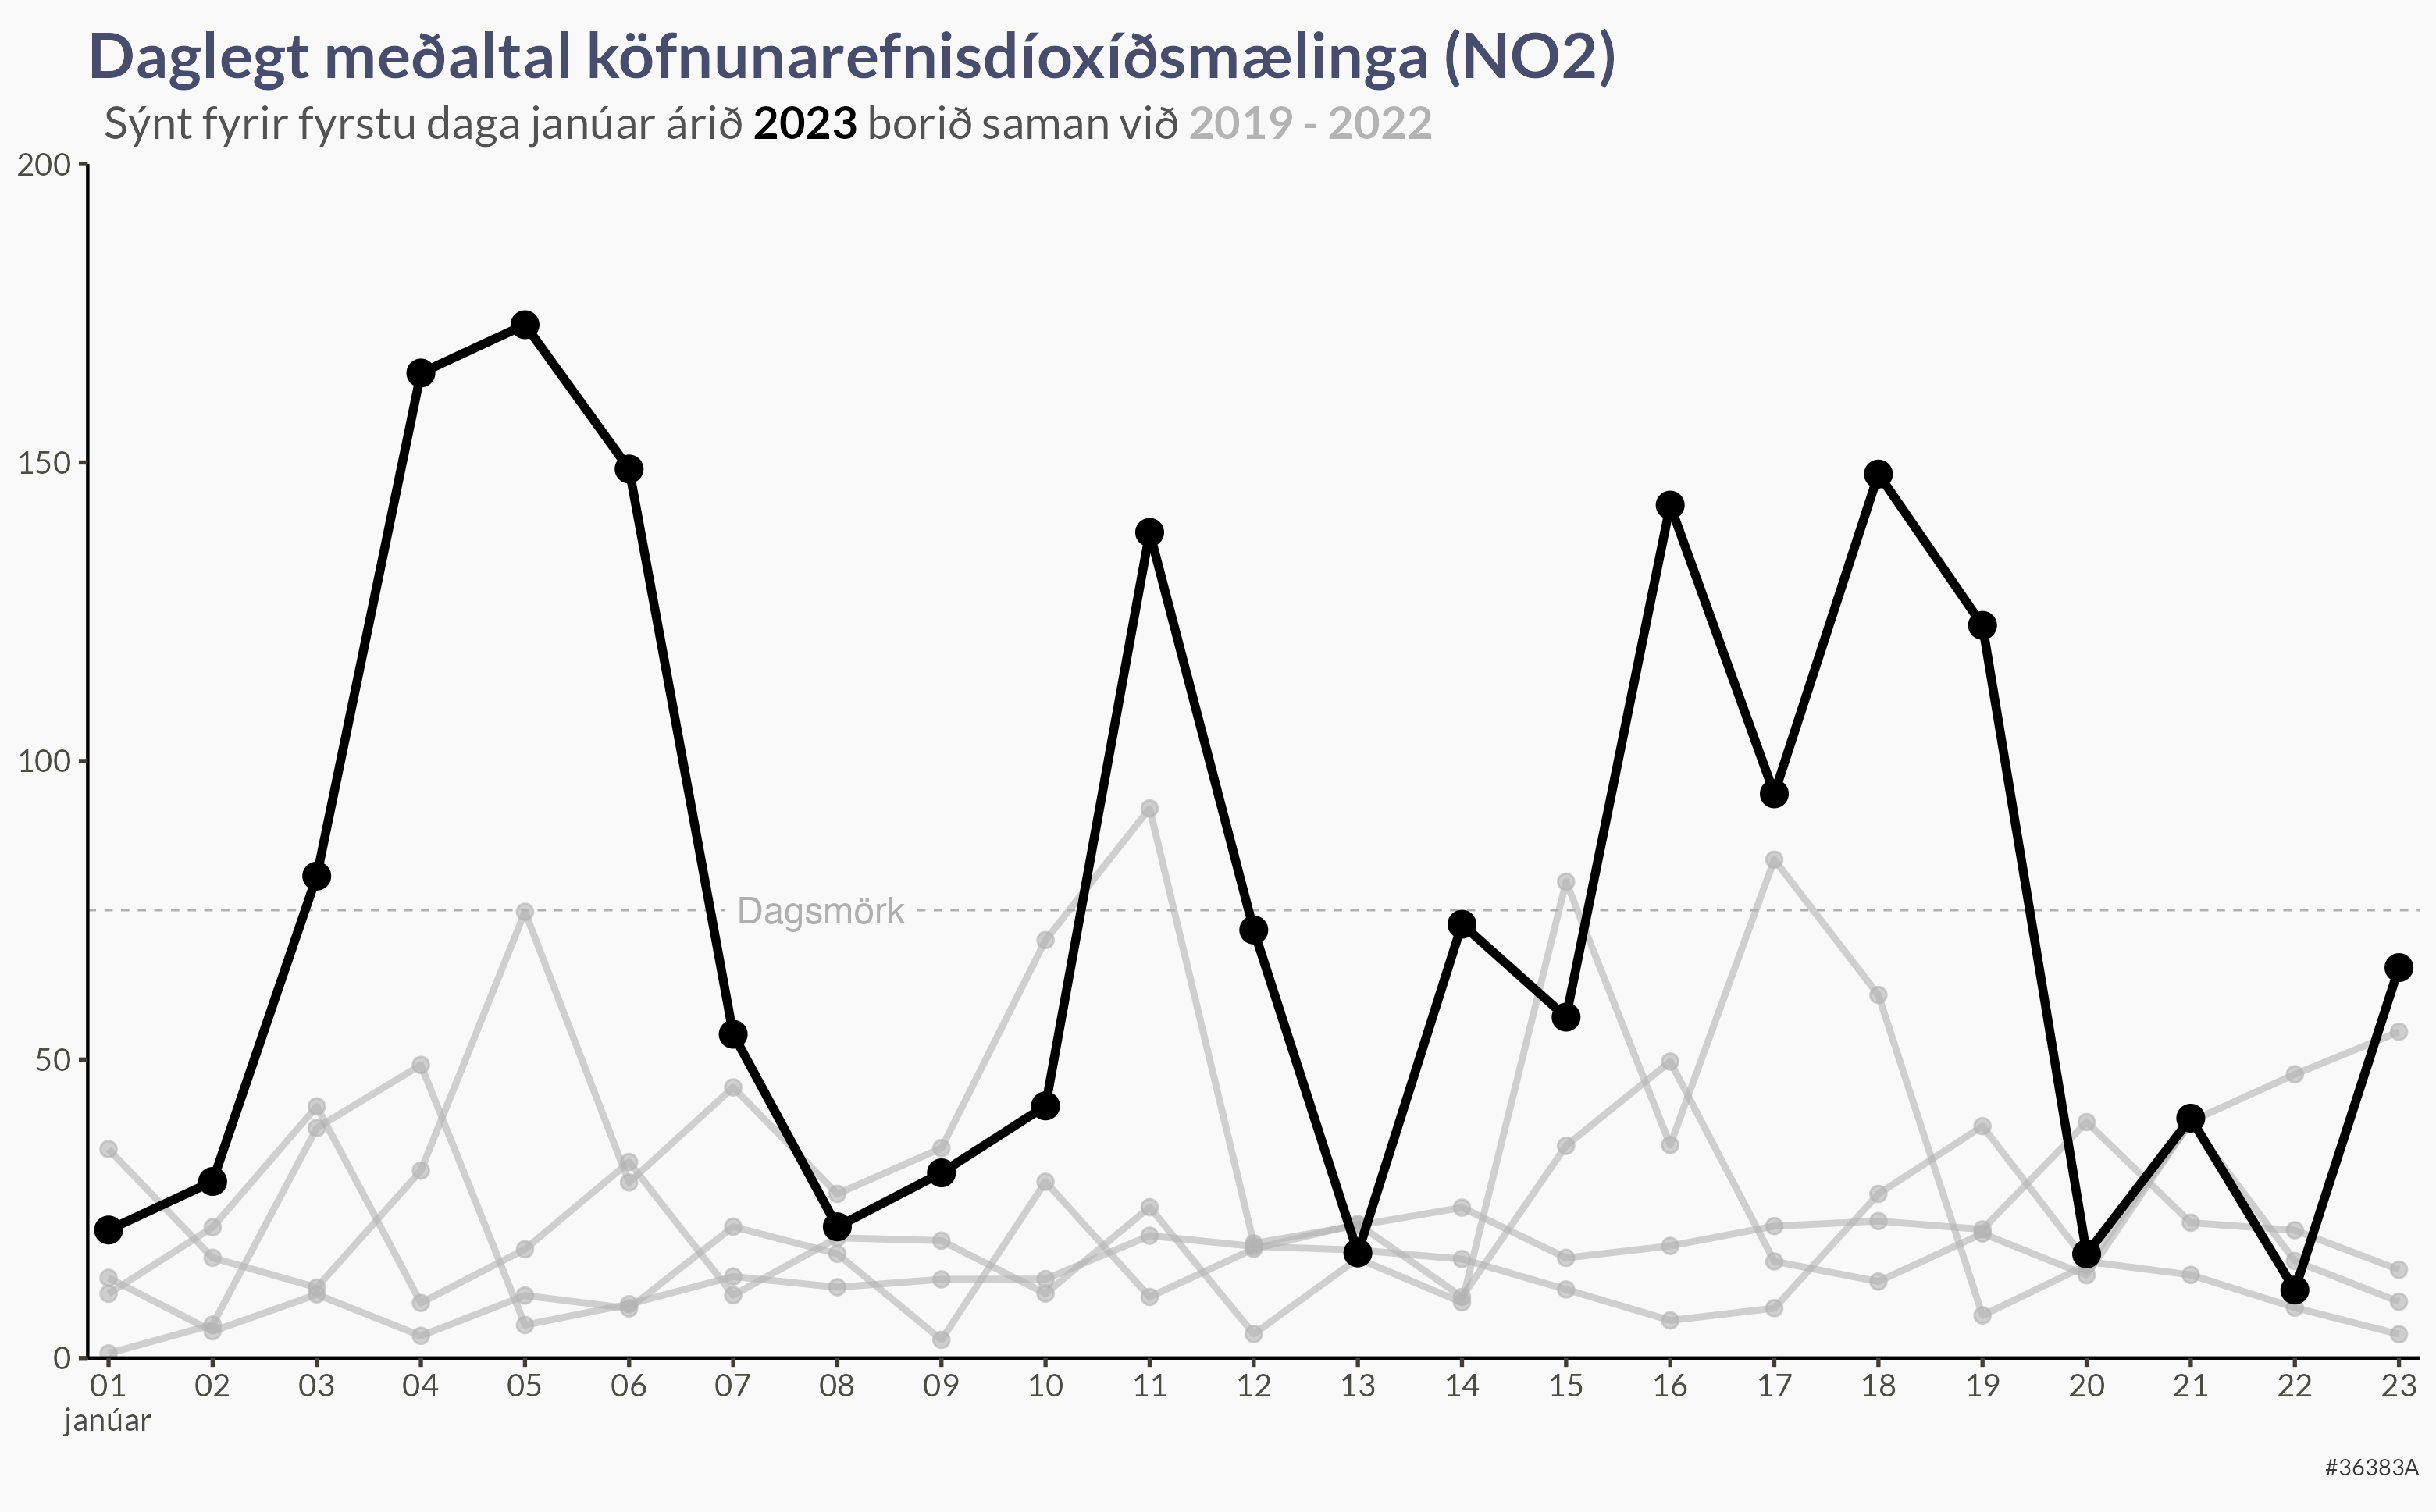 Daglegt meðaltal köfnunarefnisdíoxíðsmælinga (NO2)
Sýnt fyrir fyrstu daga janúar árið 2023 borið saman við 2019 - 2022
200
150
100
Dagsmörk
50
0
01 02 03 04 05 06 07 08 09 10 11 12 13 14 15 16 17 18 19 20 21 22 23
janúar
#36383A